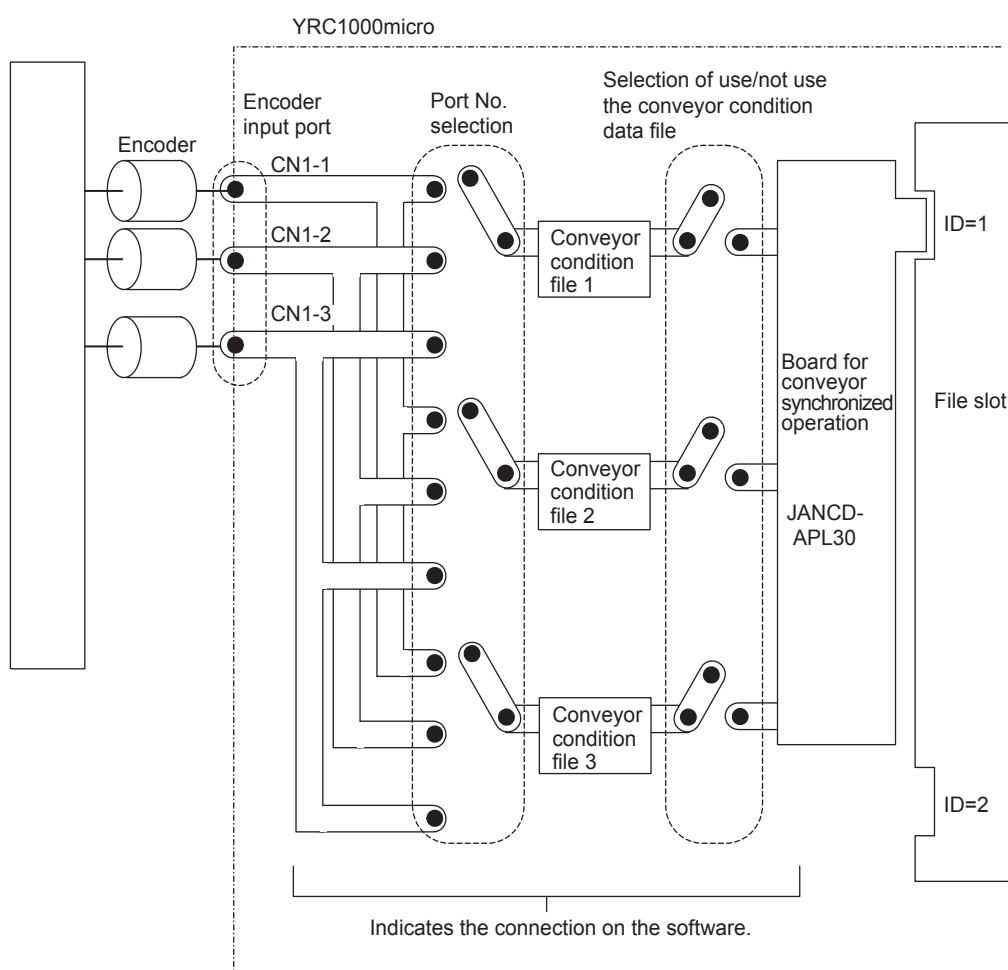 YRC1000micro
Encoder
Encoder
input port
Port No.
selection
Selection of use/not use
the conveyor condition
data file
CN1-1
CN1-2
CN1-3
Conveyor
condition
file 1
Conveyor
condition
file 2
Conveyor
condition
file 3
Board for
conveyor
synchronized
operation
JANCD-
APL30
ID=1
File slot
ID=2
Indicates the connection on the software.